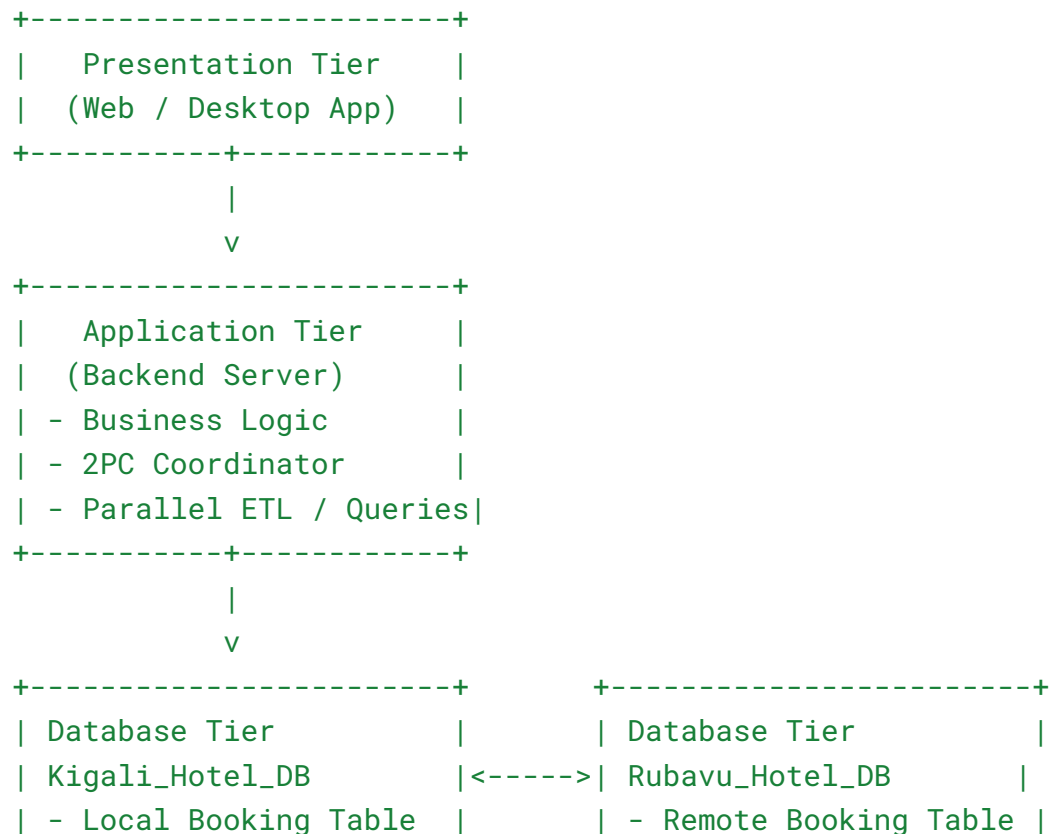 +------------------------+
|   Presentation Tier    |
|  (Web / Desktop App)   |
+-----------+------------+
            |
            v
+------------------------+
|   Application Tier     |
|  (Backend Server)      |
| - Business Logic       |
| - 2PC Coordinator      |
| - Parallel ETL / Queries|
+-----------+------------+
            |
            v
+------------------------+       +------------------------+
| Database Tier          |       | Database Tier          |
| Kigali_Hotel_DB        |<----->| Rubavu_Hotel_DB       |
| - Local Booking Table  |       | - Remote Booking Table |